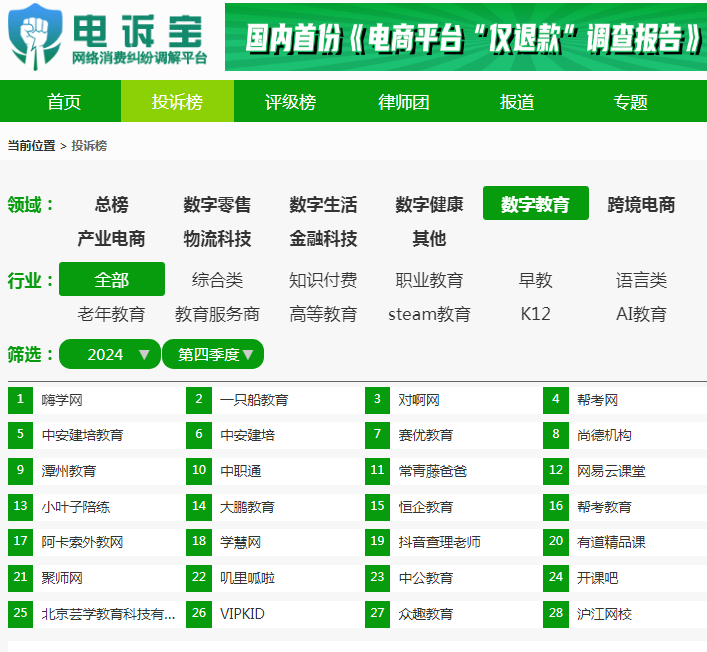 电诉宝
网络消费纠纷调解平台
国内首份《电商平台“仅退款”调查报告》
首页 投诉榜 评级榜 律师团 报道 专题
当前位置 > 投诉榜
领域： 总榜 数字零售 数字生活 数字健康 数字教育 跨境电商
产业电商 物流科技 金融科技 其他
行业： 全部 综合类 知识付费 职业教育 早教 语言类
老年教育 教育服务商 高等教育 steam教育 K12 AI教育
筛选： 2024 ▼ 第四季度 ▼
1 嗨学网 2 一只船教育 3 对啊网 4 帮考网
5 中安建培教育 6 中安建培 7 赛优教育 8 尚德机构
9 潭州教育 10 中职通 11 常青藤爸爸 12 网易云课堂
13 小叶子陪练 14 大鹏教育 15 恒企教育 16 帮考教育
17 阿卡索外教网 18 学慧网 19 抖音查理老师 20 有道精品课
21 聚师网 22 叽里呱啦 23 中公教育 24 开课吧
25 北京芸学教育科技有... 26 VIPKID 27 众趣教育 28 沪江网校